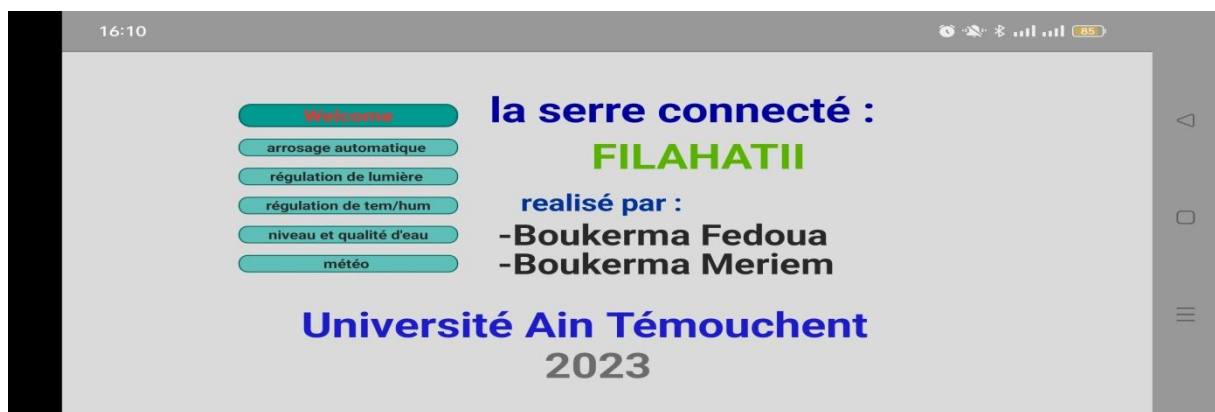 16:10
85
Welcome
arrosage automatique
régulation de lumière
régulation de tem/hum
niveau et qualité d'eau
météo
la serre connecté :
FILAHATII
realisé par :
-Boukerma Fedoua
-Boukerma Meriem
Université Ain Témouchent
2023